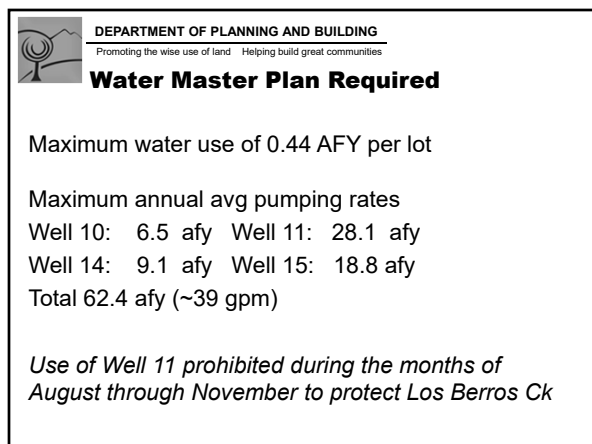 DEPARTMENT OF PLANNING AND BUILDING
Promoting the wise use of land Helping build great communities
Water Master Plan Required
Maximum water use of 0.44 AFY per lot
Maximum annual avg pumping rates
Well 10: 6.5 afy Well 11: 28.1 afy
Well 14: 9.1 afy Well 15: 18.8 afy
Total 62.4 afy (~39 gpm)
Use of Well 11 prohibited during the months of
August through November to protect Los Berros Ck